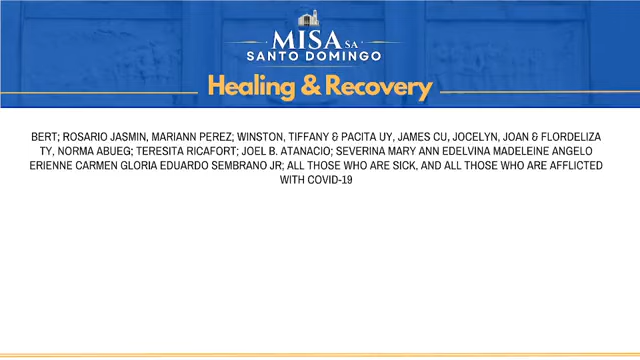 MISA SA
SANTO DOMINGO
Healing & Recovery
BERT; ROSARIO JASMIN, MARIANN PEREZ; WINSTON, TIFFANY & PACITA UY, JAMES CU, JOCELYN, JOAN & FLORDELIZA
TY, NORMA ABUEG; TERESITA RICAFORT; JOEL B. ATANACIO; SEVERINA MARY ANN EDELVINA MADELEINE ANGELO
ERIENNE CARMEN GLORIA EDUARDO SEMBRANO JR; ALL THOSE WHO ARE SICK, AND ALL THOSE WHO ARE AFFLICTED
WITH COVID-19